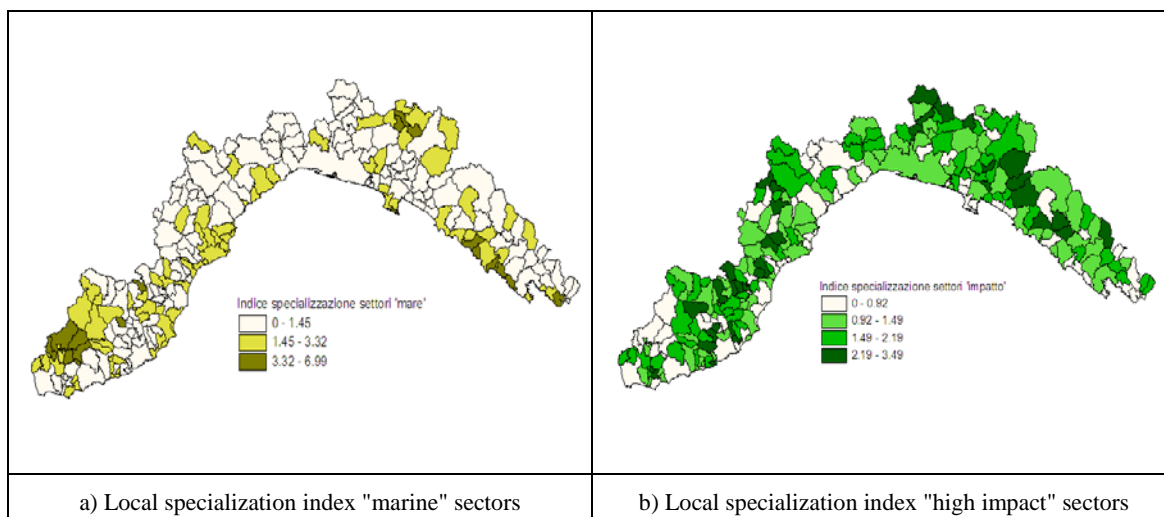 Indice specializzazione settori 'mare'
0 - 1.45
1.45 - 3.32
3.32 - 6.99
Indice specializzazione settori 'impatto'
0 - 0.92
0.92 - 1.49
1.49 - 2.19
2.19 - 3.49
a) Local specialization index "marine" sectors
b) Local specialization index "high impact" sectors